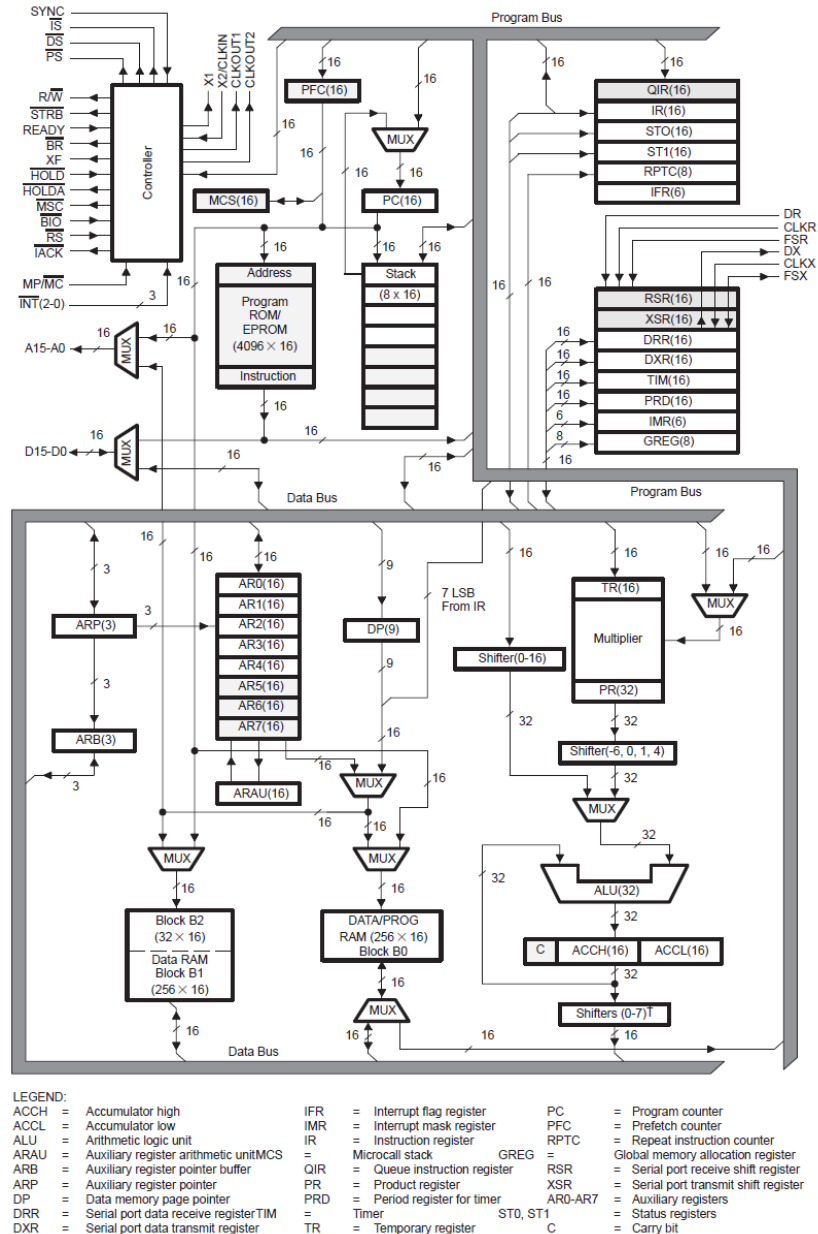 Program Bus
SYNC
IS
DS
PS
X1
X2/CLKIN
CLKOUT1
CLKOUT2
R/W
STRB
READY
BR
XF
HOLD
HOLDA
MSC
BIO
RS
IACK
Controller
MP/MC
INT(2-0)
3
16
16
16
16
16
PFC(16)
16
16
MUX
16
16
MCS(16)
PC(16)
16
16
16
16
QIR(16)
IR(16)
STO(16)
ST1(16)
RPTC(8)
IFR(6)
DR
CLKR
FSR
DX
CLKX
FSX
Address
Program
ROM/
EPROM
(4096 × 16)
Instruction
Stack
(8 x 16)
16
16
RSR(16)
XSR(16)
DRR(16)
DXR(16)
TIM(16)
PRD(16)
IMR(6)
GREG(8)
16
16
16
16
6
8
16
A15-A0
16
MUX
16
16
16
D15-D0
16
MUX
16
16
Data Bus
Program Bus
16
16
3
16
9
16
16
16
16
7 LSB
From IR
AR0(16)
AR1(16)
AR2(16)
AR3(16)
AR4(16)
AR5(16)
AR6(16)
AR7(16)
ARP(3)
3
DP(9)
9
TR(16)
Multiplier
PR(32)
MUX
16
Shifter(0-16)
3
ARB(3)
3
16
32
32
Shifter(-6, 0, 1, 4)
16
MUX
16
32
ARAU(16)
MUX
16
16
32
MUX
MUX
16
16
32
ALU(32)
32
Block B2
(32 × 16)
Data RAM
Block B1
(256 × 16)
DATA/PROG
RAM (256 × 16)
Block B0
C
ACCH(16)
ACCL(16)
32
16
MUX
Shifters (0-7)†
16
16
16
16
16
Data Bus
LEGEND:
ACCH = Accumulator high IFR = Interrupt flag register PC = Program counter
ACCL = Accumulator low IMR = Interrupt mask register PFC = Prefetch counter
ALU = Arithmetic logic unit IR = Instruction register RPTC = Repeat instruction counter
ARAU = Auxiliary register arithmetic unitMCS = Microcall stack GREG = Global memory allocation register
ARB = Auxiliary register pointer buffer QIR = Queue instruction register RSR = Serial port receive shift register
ARP = Auxiliary register pointer PR = Product register XSR = Serial port transmit shift register
DP = Data memory page pointer PRD = Period register for timer AR0-AR7 = Auxiliary registers
DRR = Serial port data receive registerTIM = Timer ST0, ST1 = Status registers
DXR = Serial port data transmit register TR = Temporary register C = Carry bit